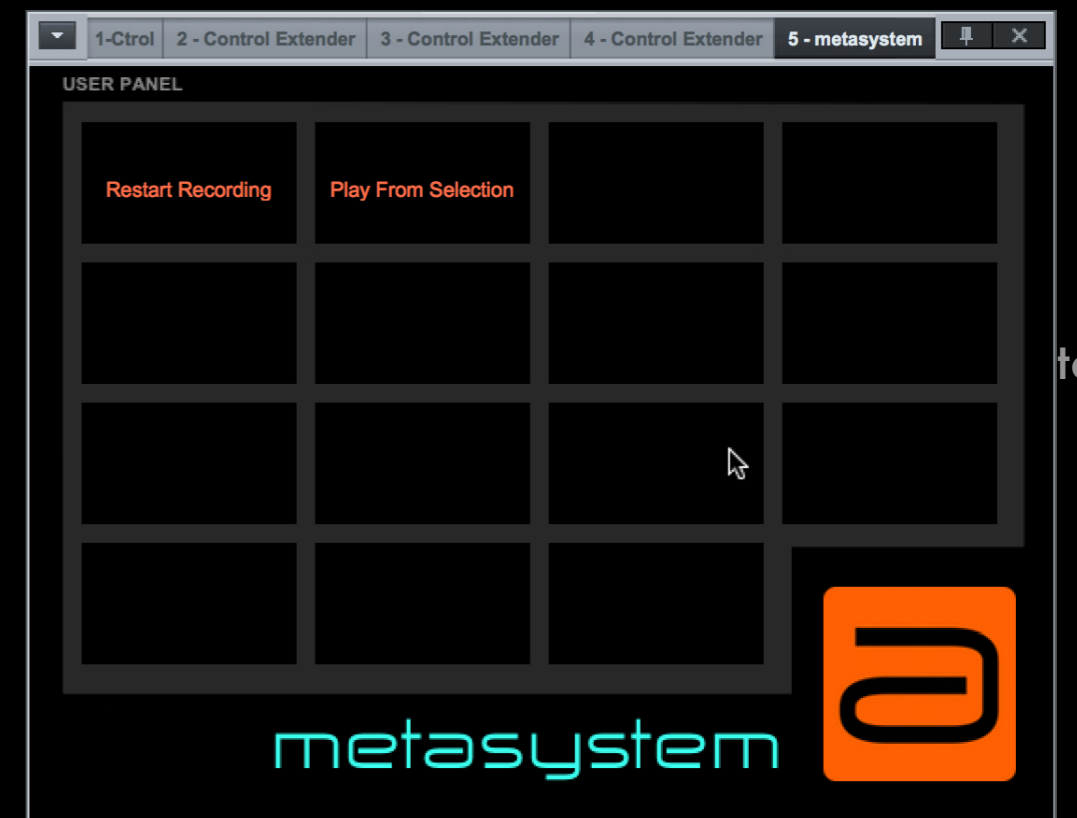 1-Ctrol 2 - Control Extender 3 - Control Extender 4 - Control Extender 5 - metasystem
USER PANEL
Restart Recording Play From Selection
metasystem
a